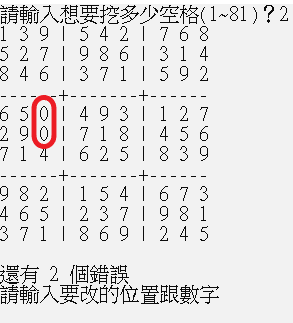 請輸入想要挖多少空格(1~81)?2
1 3 9 | 5 4 2 | 7 6 8
5 2 7 | 9 8 6 | 3 1 4
8 4 6 | 3 7 1 | 5 9 2
------+-------+------
6 5 0 | 4 9 3 | 1 2 7
2 9 0 | 7 1 8 | 4 5 6
7 1 4 | 6 2 5 | 8 3 9
------+-------+------
9 8 2 | 1 5 4 | 6 7 3
4 6 5 | 2 3 7 | 9 8 1
3 7 1 | 8 6 9 | 2 4 5
還有 2 個錯誤
請輸入要改的位置跟數字